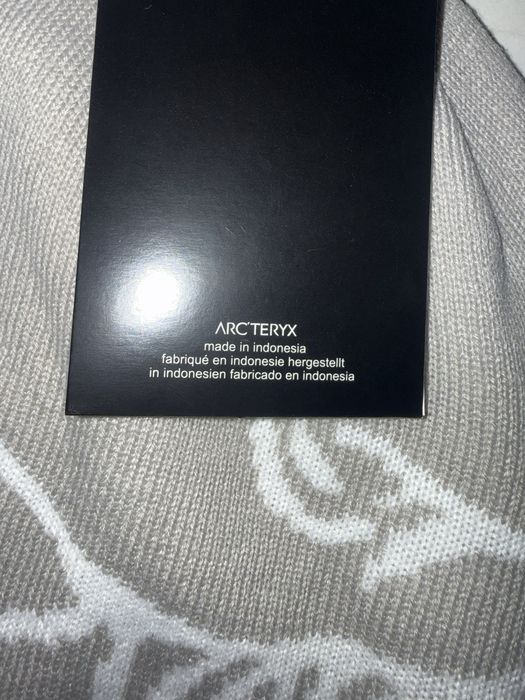 ARC'TERYX
made in indonesia
fabriqué en indonesie hergestellt
in indonesien fabricado en indonesia